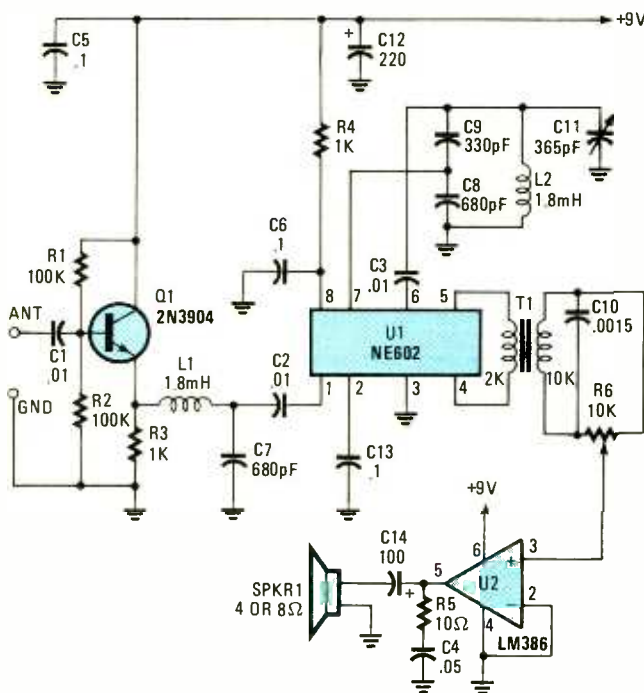 +9V
C5
.1
+
C12
220
R4
1K
C9
330pF
C11
365pF
C8
680pF
L2
1.8mH
R1
100K
Q1
2N3904
C6
.1
C3
.01
8
7
6
5
T1
C10
.0015
ANT
C1
.01
U1
NE602
2K
10K
R6
10K
L1
1.8mH
C2
.01
1
2
3
4
GND
R2
100K
R3
1K
C7
680pF
C13
.1
+9V
C14
100
+
5
6
3
+
U2
2
−
4
LM386
SPKR1
4 OR 8Ω
R5
10Ω
C4
.05